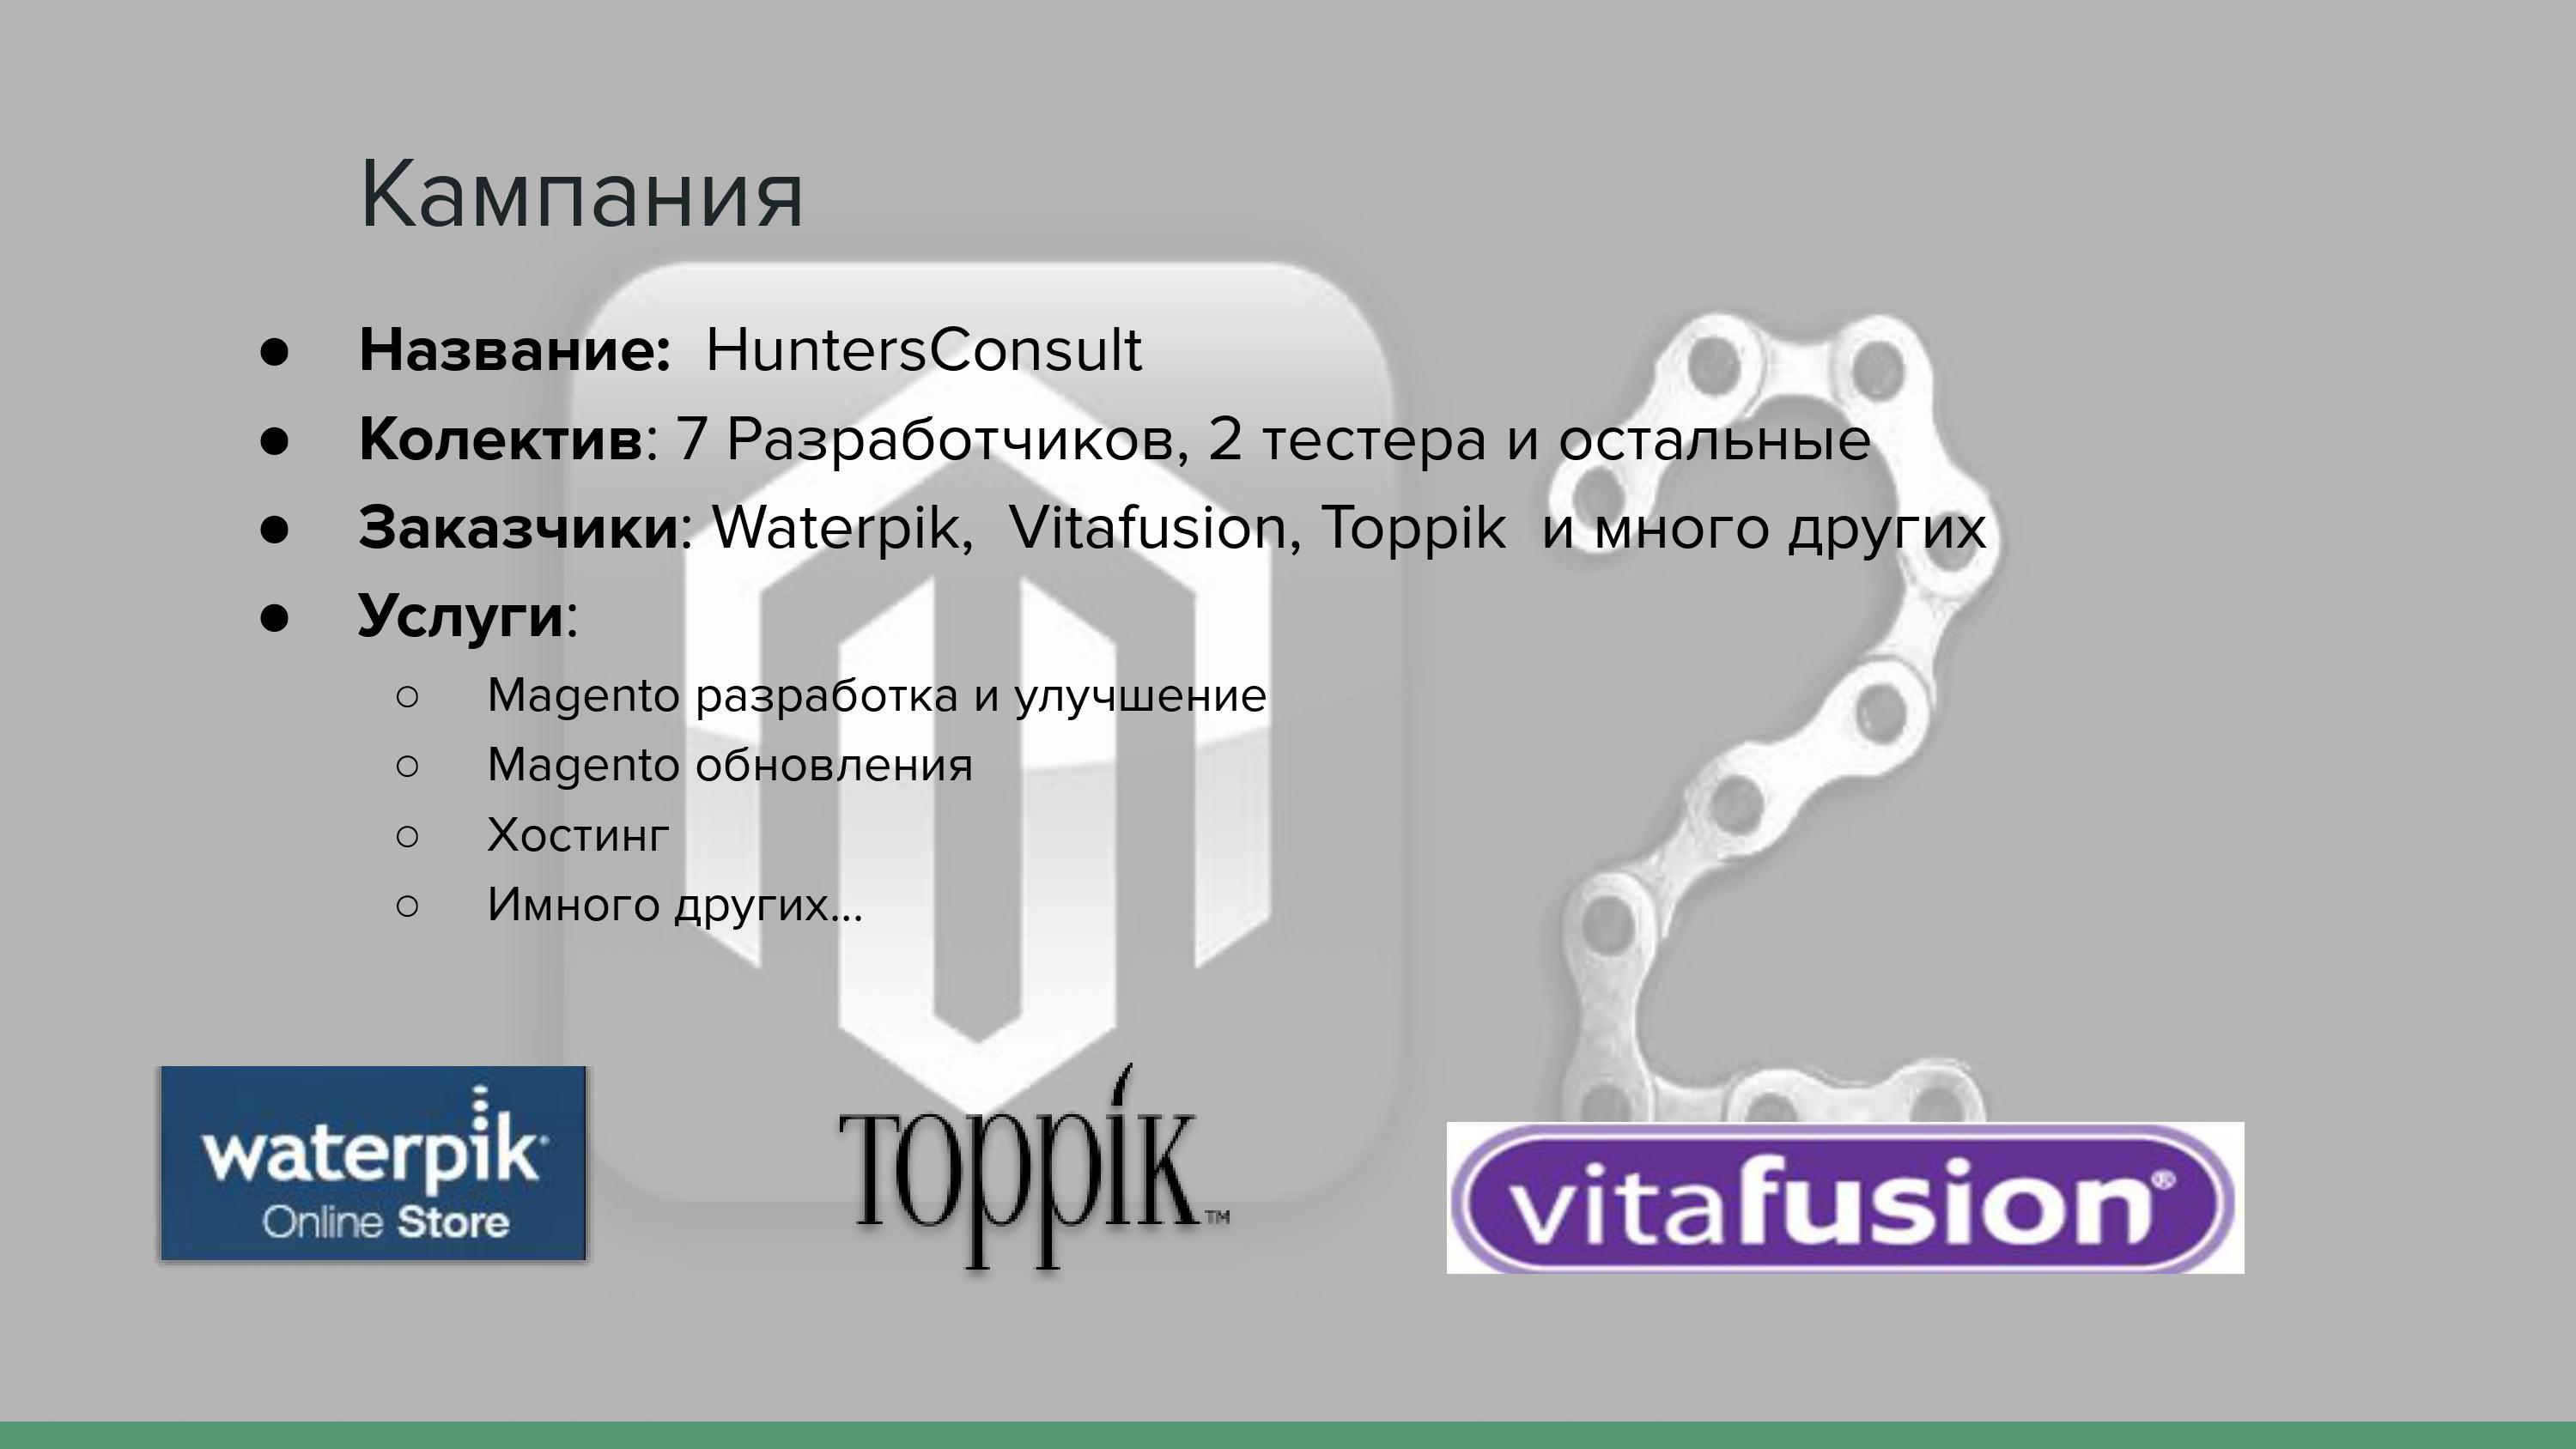 Кампания
● Название:  HuntersConsult
● Колектив: 7 Разработчиков, 2 тестера и остальные
● Заказчики: Waterpik,  Vitafusion, Toppik  и много других
● Услуги:
○ Magento разработка и улучшение
○ Magento обновления
○ Хостинг
○ Имного других...
waterpik
Online Store
Toppik™
vitafusion®